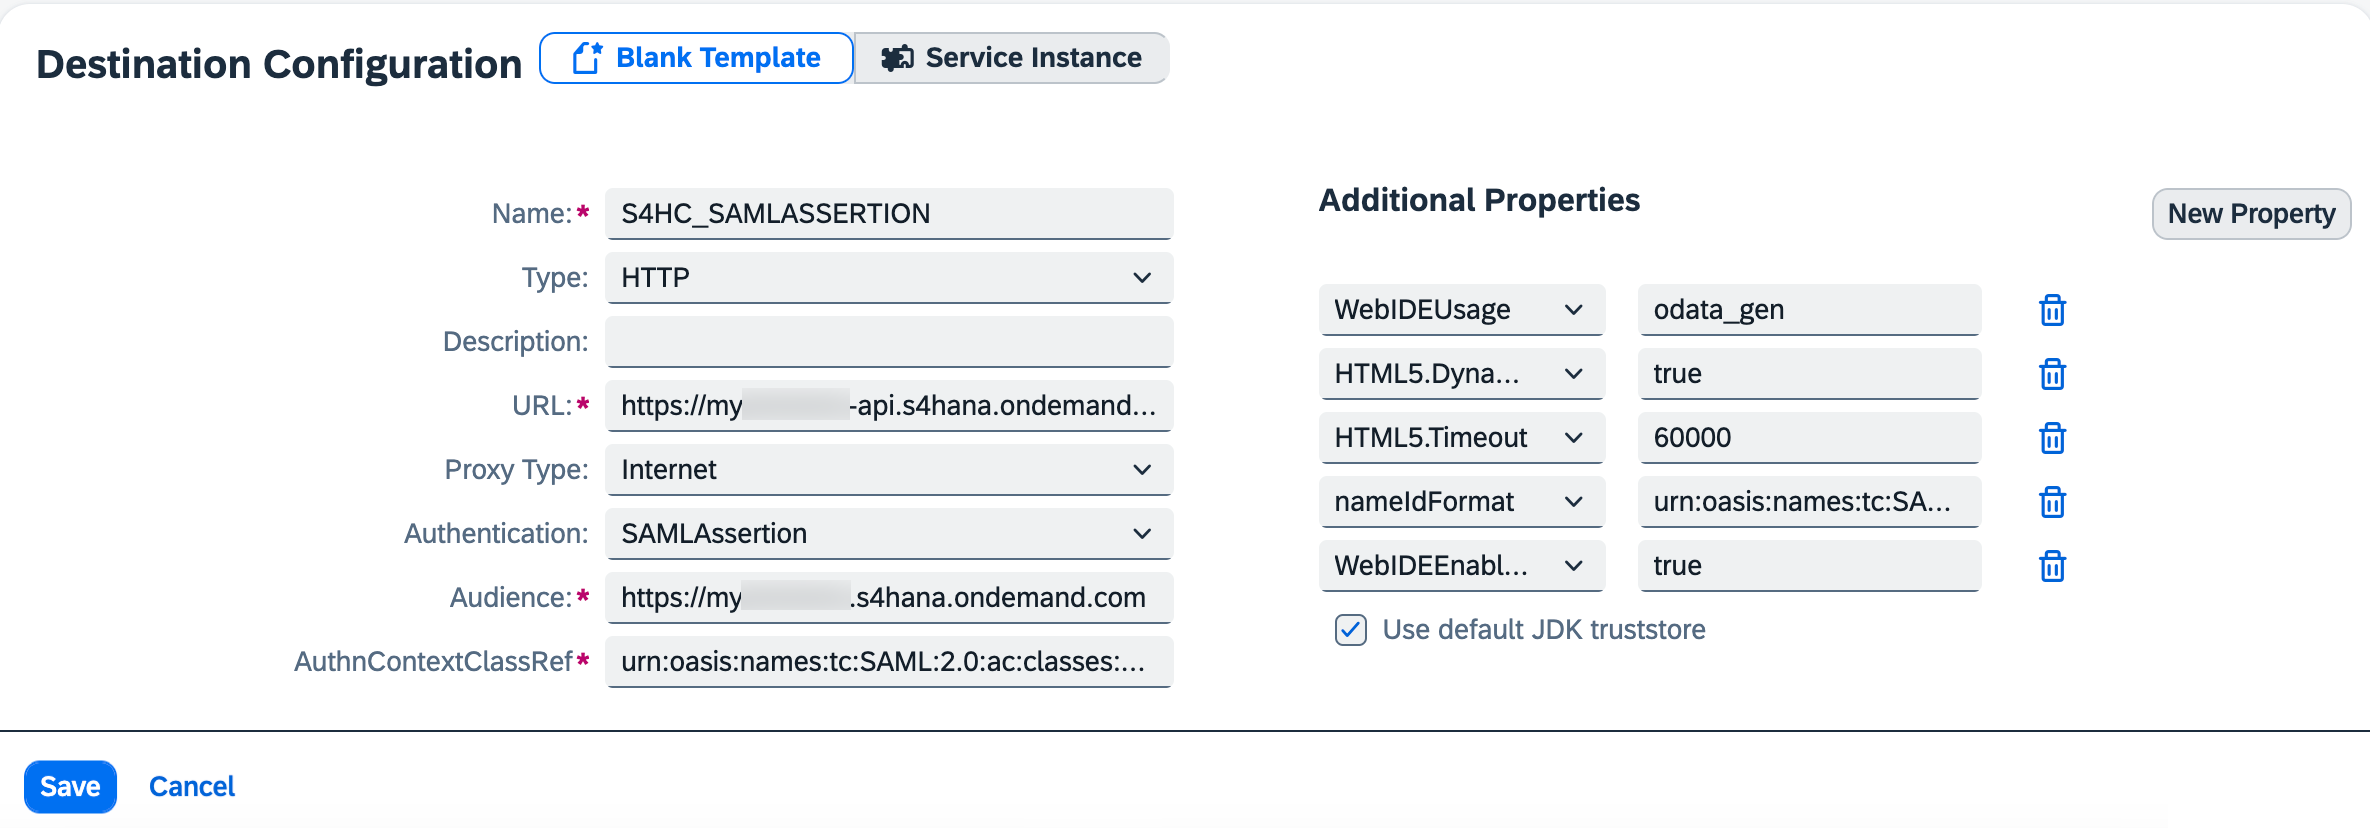 Destination Configuration
Blank Template
Service Instance
Name:*
S4HC_SAMLASSERTION
Type:
HTTP
Description:
URL:*
https://my -api.s4hana.ondemand...
Proxy Type:
Internet
Authentication:
SAMLAssertion
Audience:*
https://my .s4hana.ondemand.com
AuthnContextClassRef*
urn:oasis:names:tc:SAML:2.0:ac:classes:...
Additional Properties
New Property
WebIDEUsage
odata_gen
HTML5.Dyna...
true
HTML5.Timeout
60000
nameIdFormat
urn:oasis:names:tc:SA...
WebIDEEnabl...
true
Use default JDK truststore
Save
Cancel